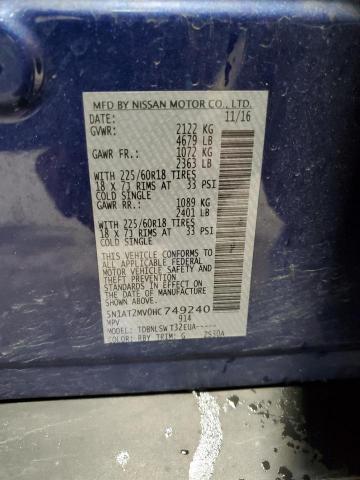 MFD BY NISSAN MOTOR CO., LTD.
DATE: 11/16
GVWR: 2122 KG
4679 LB
GAWR FR.: 1072 KG
2363 LB
WITH 225/60R18 TIRES
18 X 7J RIMS AT 33 PSI
COLD SINGLE
GAWR RR.: 1089 KG
2401 LB
WITH 225/60R18 TIRES
18 X 7J RIMS AT 33 PSI
COLD SINGLE
THIS VEHICLE CONFORMS TO
ALL APPLICABLE FEDERAL
MOTOR VEHICLE SAFETY
AND THEFT PREVENTION
STANDARDS IN EFFECT ON
THE DATE OF MANUFACTURE
SHOWN ABOVE.
5N1AT2MV0HC749240
MPV 914
MODEL: TDBNLSWT32EUA-----
COLOR: RBY TRIM: G